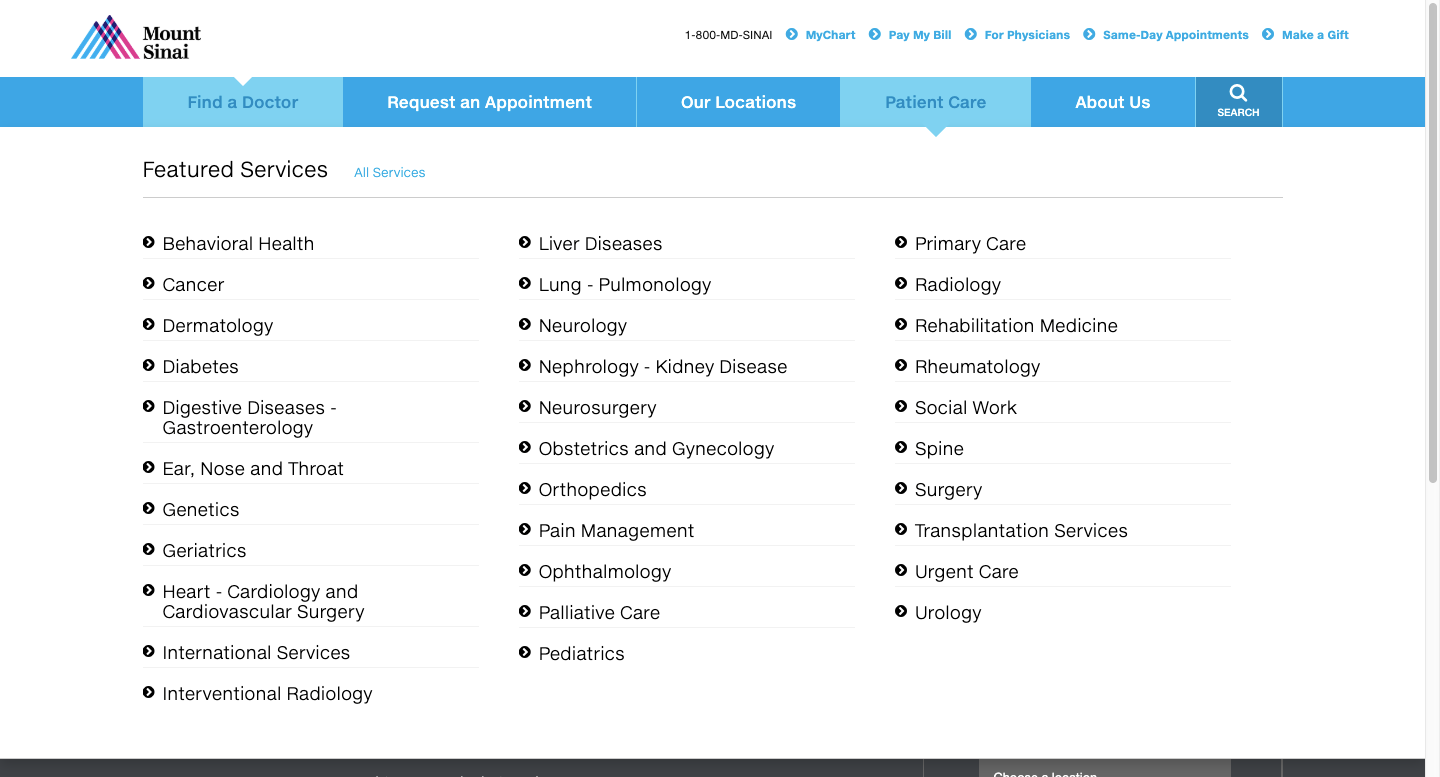 Mount
Sinai
1-800-MD-SINAI MyChart Pay My Bill For Physicians Same-Day Appointments Make a Gift
Find a Doctor Request an Appointment Our Locations Patient Care About Us SEARCH
Featured Services All Services
Behavioral Health
Cancer
Dermatology
Diabetes
Digestive Diseases -
Gastroenterology
Ear, Nose and Throat
Genetics
Geriatrics
Heart - Cardiology and
Cardiovascular Surgery
International Services
Interventional Radiology
Liver Diseases
Lung - Pulmonology
Neurology
Nephrology - Kidney Disease
Neurosurgery
Obstetrics and Gynecology
Orthopedics
Pain Management
Ophthalmology
Palliative Care
Pediatrics
Primary Care
Radiology
Rehabilitation Medicine
Rheumatology
Social Work
Spine
Surgery
Transplantation Services
Urgent Care
Urology
Choose a location